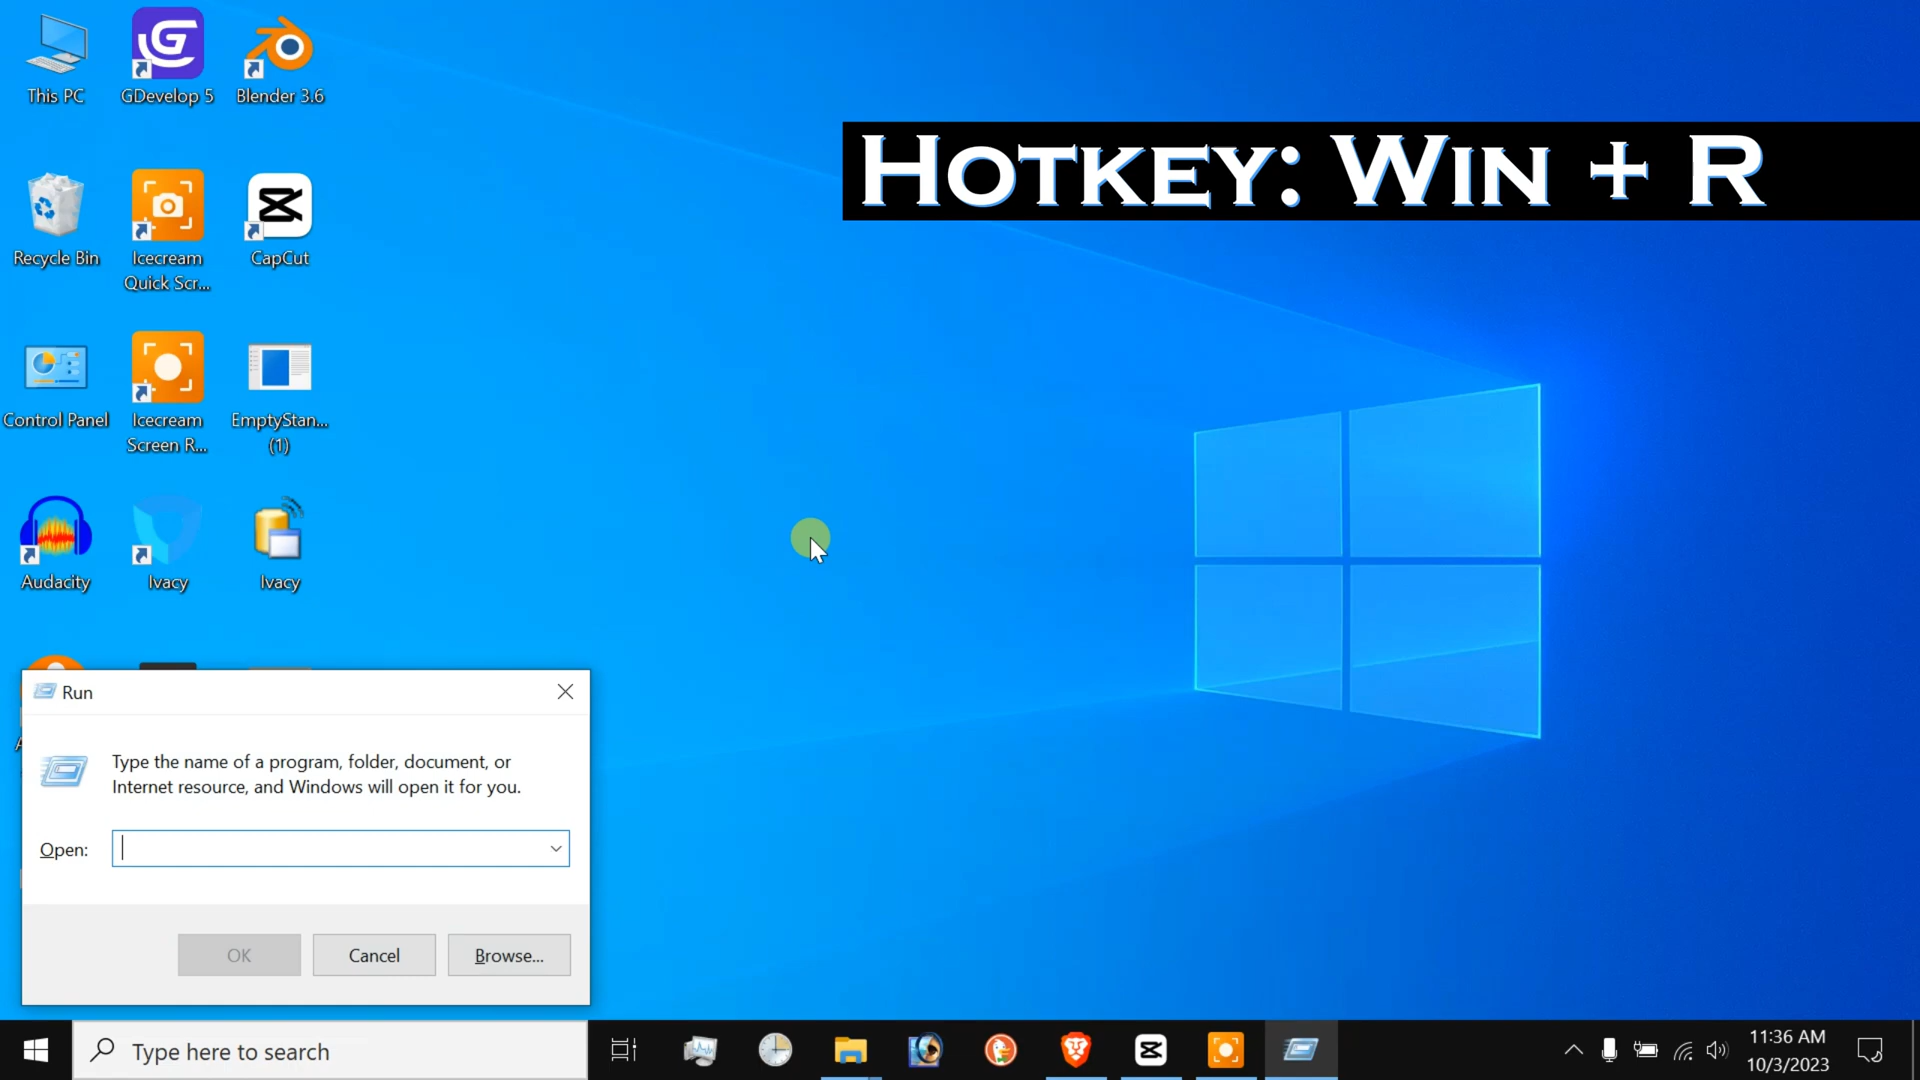 This PC
GDevelop 5
Blender 3.6
Hotkey: Win + R
Recycle Bin
Icecream
Quick Scr...
CapCut
Control Panel
Icecream
Screen R...
EmptyStan...
(1)
Audacity
Ivacy
Ivacy
Run
Type the name of a program, folder, document, or
Internet resource, and Windows will open it for you.
Open:
OK
Cancel
Browse...
Type here to search
11:36 AM
10/3/2023